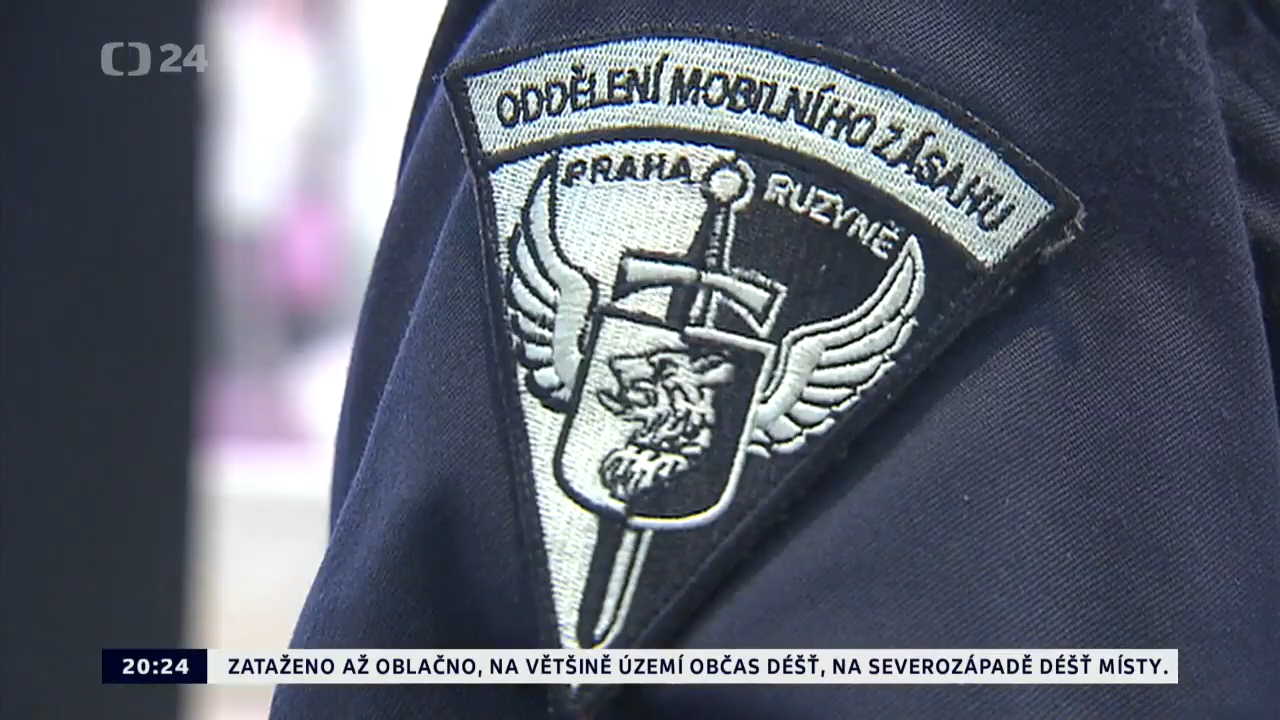 24
ODDĚLENÍ MOBILNÍHO ZÁSAHU
PRAHA RUZYNĚ
20:24 ZATAŽENO AŽ OBLAČNO, NA VĚTŠINĚ ÚZEMÍ OBČAS DÉŠŤ, NA SEVEROZÁPADĚ DÉŠŤ MÍSTY.